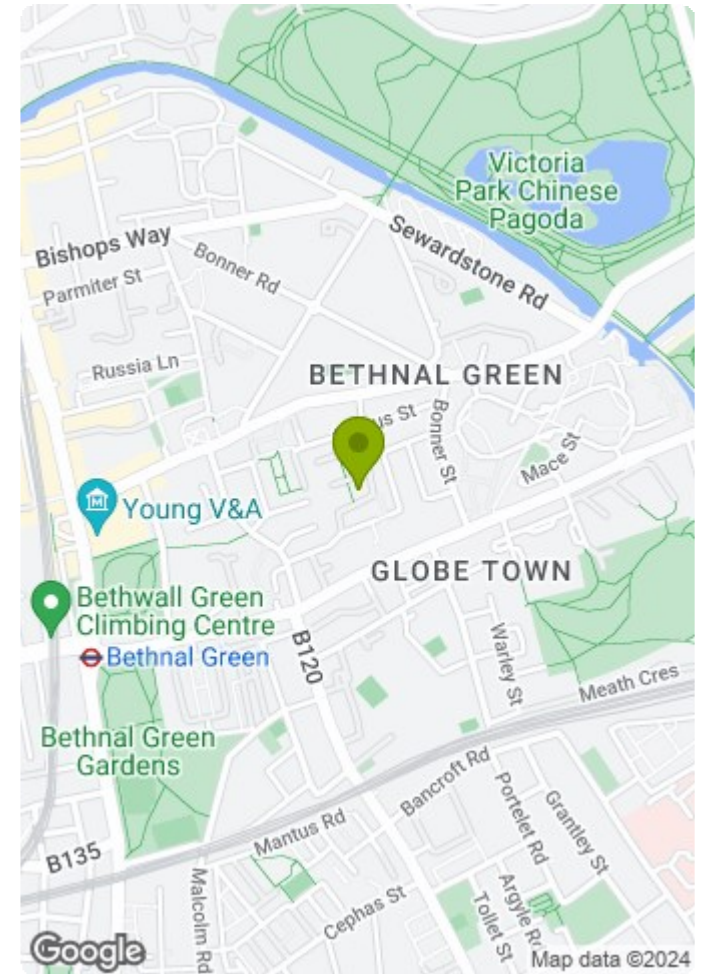 Victoria
Park Chinese
Pagoda
Bishops Way
Sewardstone Rd
Bonner Rd
Parmiter St
Russia Ln
BETHNAL GREEN
us St
Bonner St
Mace St
M
Young V&A
GLOBE TOWN
Bethwall Green
Climbing Centre
Bethnal Green
B120
Warley St
Meath Cres
Bethnal Green
Gardens
Bancroft Rd
Portelet Rd
Grantley St
Mantus Rd
B135
Malcolm Rd
Cephas St
Tollet St
Argyle R
Google
Map data ©2024